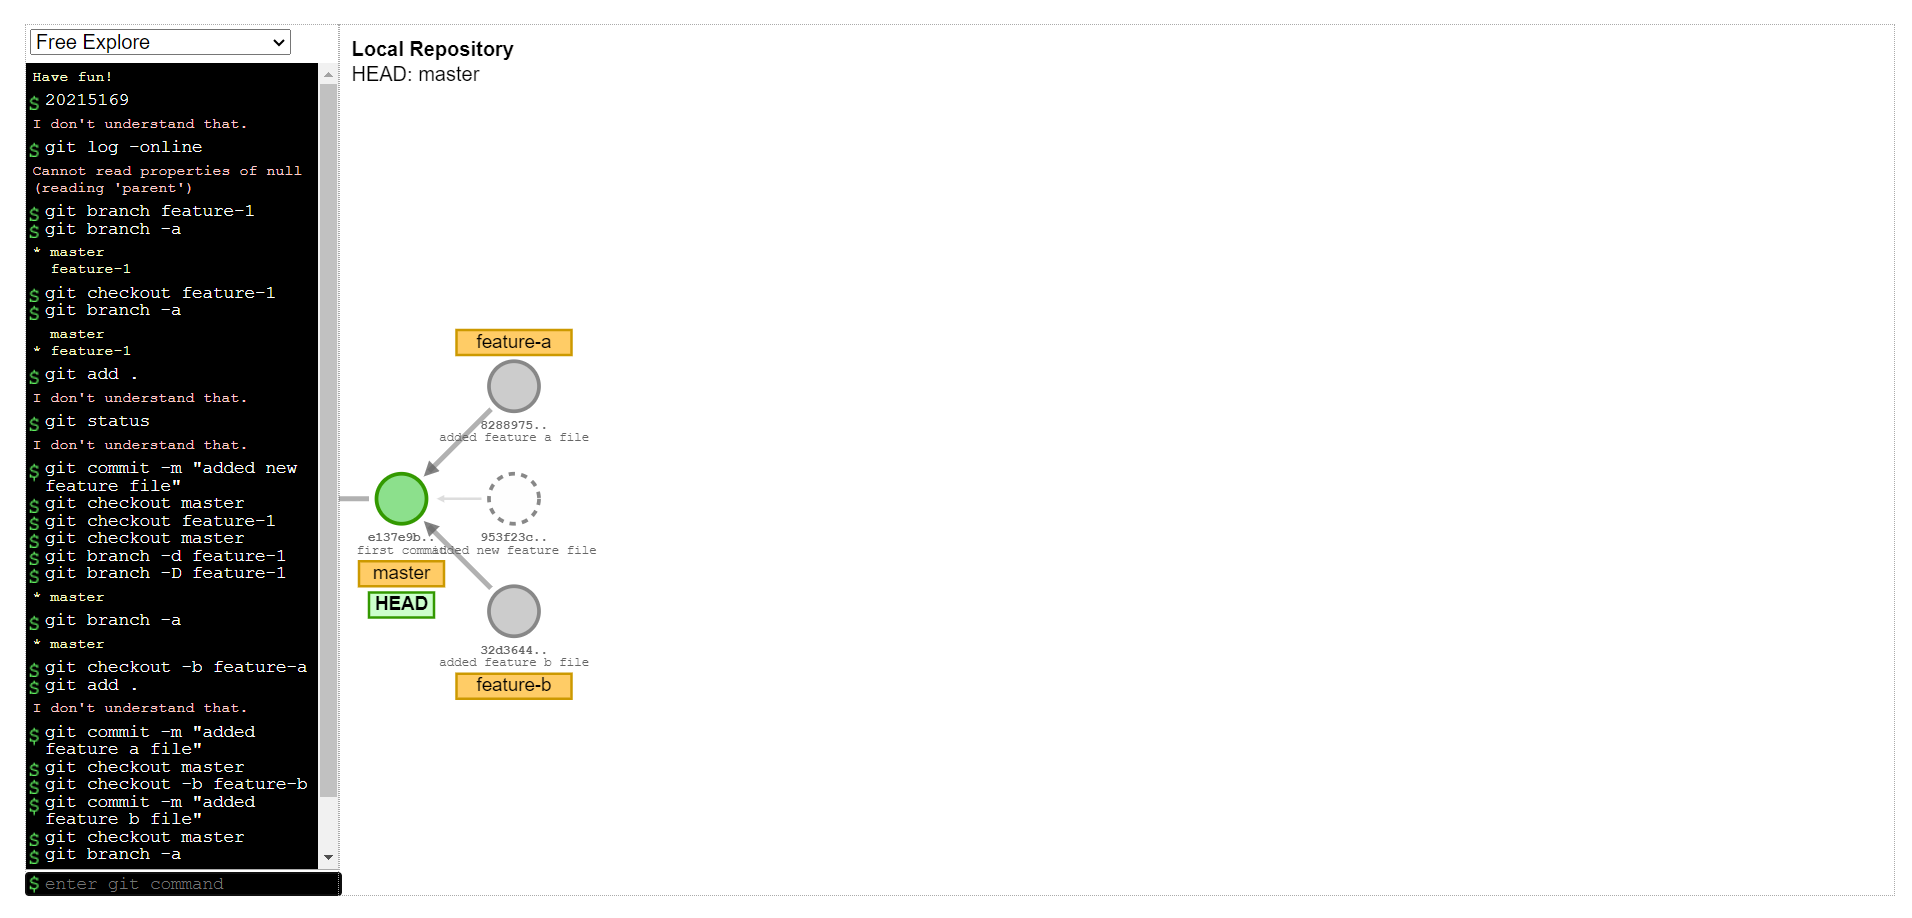 Free Explore
Have fun!
$ 20215169
I don't understand that.
$ git log -online
Cannot read properties of null
(reading 'parent')
$ git branch feature-1
$ git branch -a
* master
feature-1
$ git checkout feature-1
$ git branch -a
master
* feature-1
$ git add .
I don't understand that.
$ git status
I don't understand that.
$ git commit -m "added new
feature file"
$ git checkout master
$ git checkout feature-1
$ git checkout master
$ git branch -d feature-1
$ git branch -D feature-1
* master
$ git branch -a
* master
$ git checkout -b feature-a
$ git add .
I don't understand that.
$ git commit -m "added
feature a file"
$ git checkout master
$ git checkout -b feature-b
$ git commit -m "added
feature b file"
$ git checkout master
$ git branch -a
$ enter git command
Local Repository
HEAD: master
feature-a
8288975..
added feature a file
e137e9b..
first commit
master
HEAD
953f23c..
added new feature file
32d3644..
added feature b file
feature-b